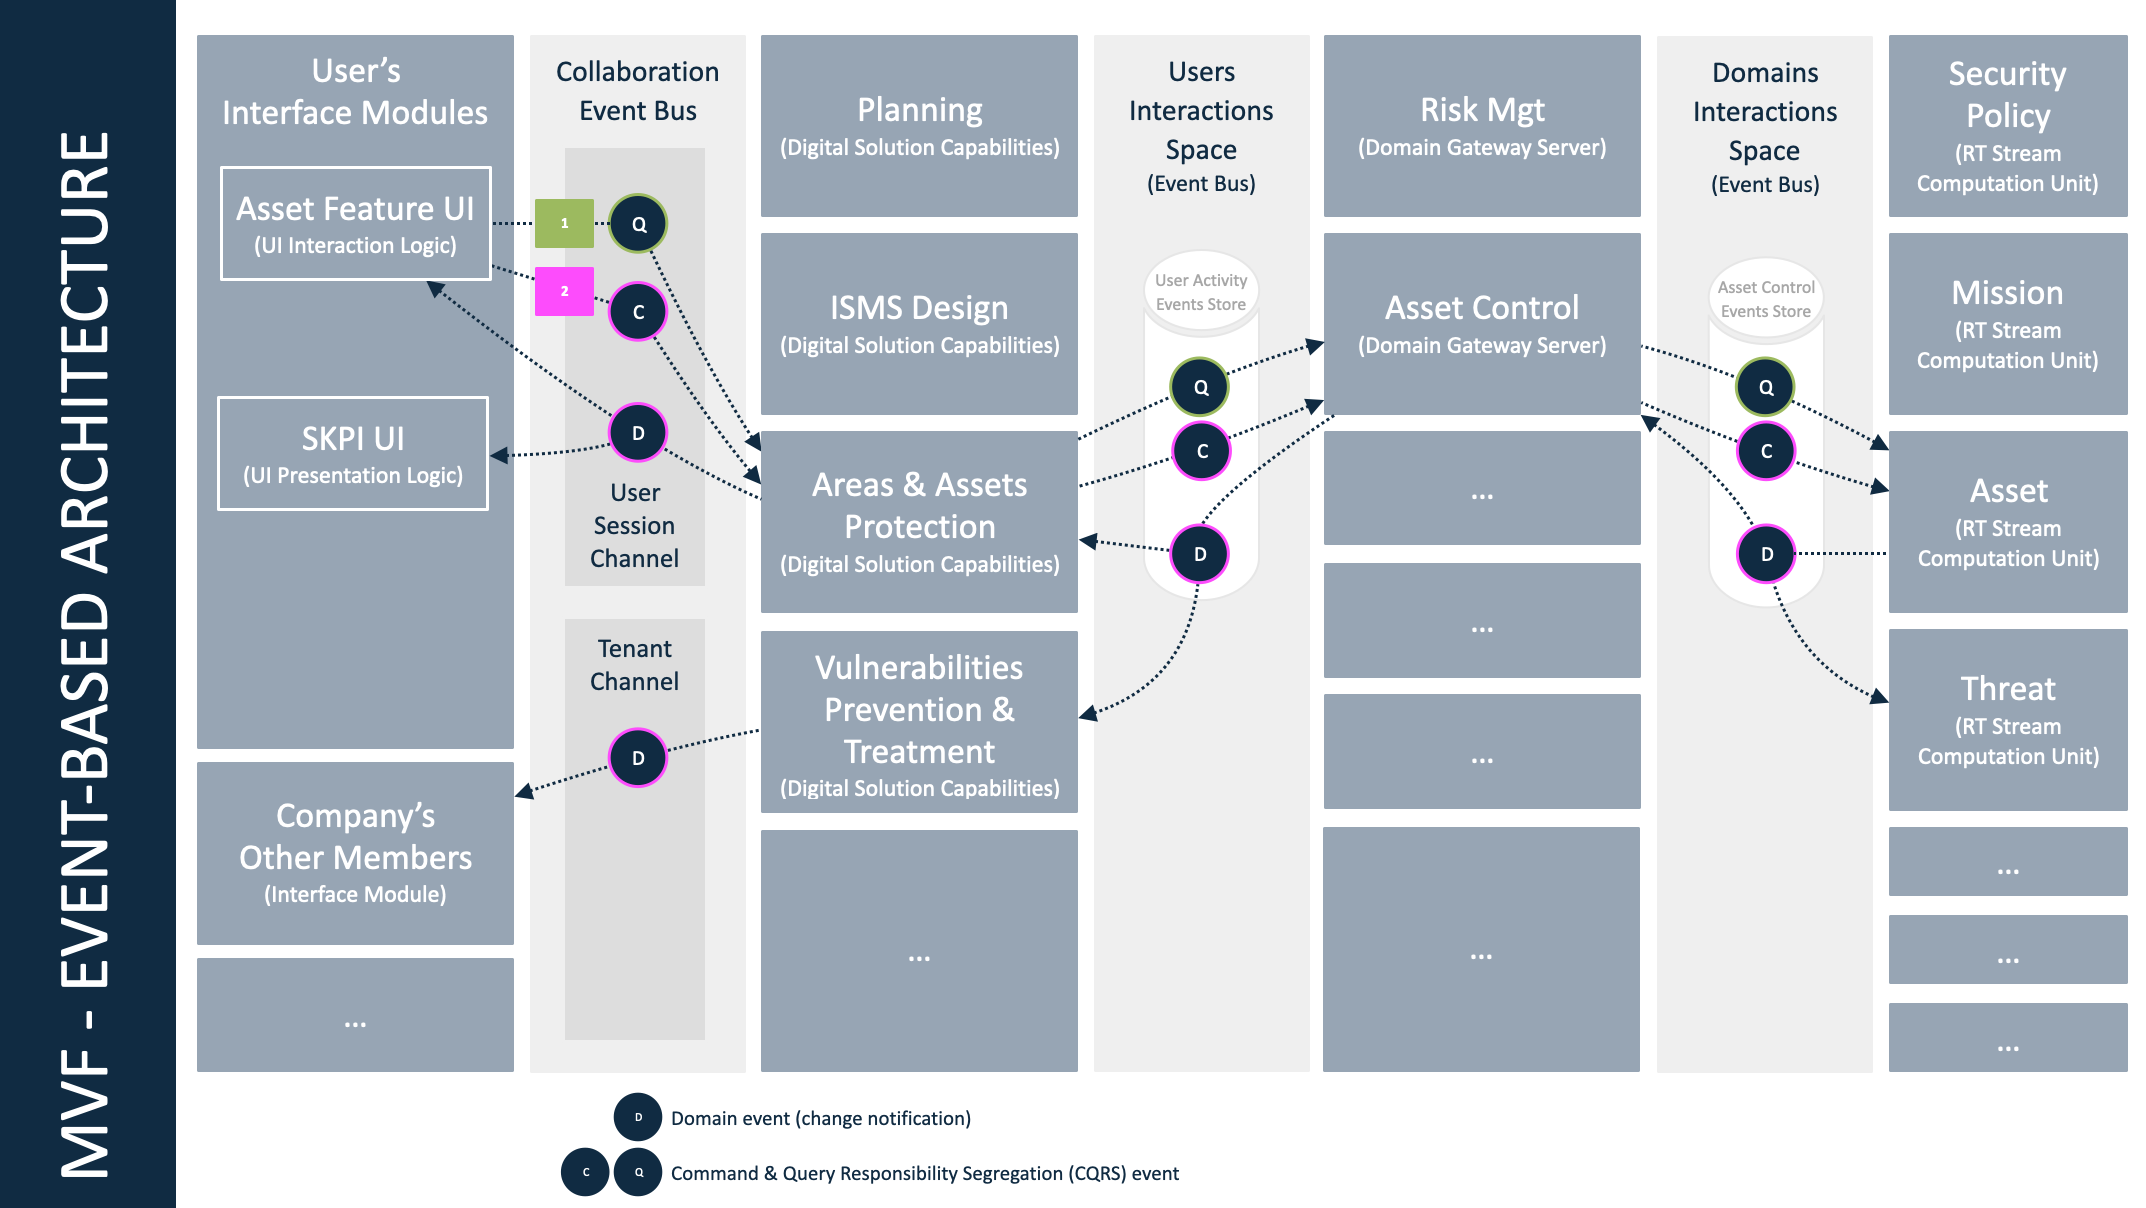 MVF - EVENT-BASED ARCHITECTURE
User’s
Interface Modules
Asset Feature UI
(UI Interaction Logic)
SKPI UI
(UI Presentation Logic)
Company’s
Other Members
(Interface Module)
...
Collaboration
Event Bus
1
Q
2
C
D
User
Session
Channel
Tenant
Channel
D
Planning
(Digital Solution Capabilities)
ISMS Design
(Digital Solution Capabilities)
Areas & Assets
Protection
(Digital Solution Capabilities)
Vulnerabilities
Prevention &
Treatment
(Digital Solution Capabilities)
...
Users
Interactions
Space
(Event Bus)
User Activity
Events Store
Q
C
D
Risk Mgt
(Domain Gateway Server)
Asset Control
(Domain Gateway Server)
...
...
...
...
Domains
Interactions
Space
(Event Bus)
Asset Control
Events Store
Q
C
D
Security
Policy
(RT Stream
Computation Unit)
Mission
(RT Stream
Computation Unit)
Asset
(RT Stream
Computation Unit)
Threat
(RT Stream
Computation Unit)
...
...
...
D Domain event (change notification)
C Q Command & Query Responsibility Segregation (CQRS) event